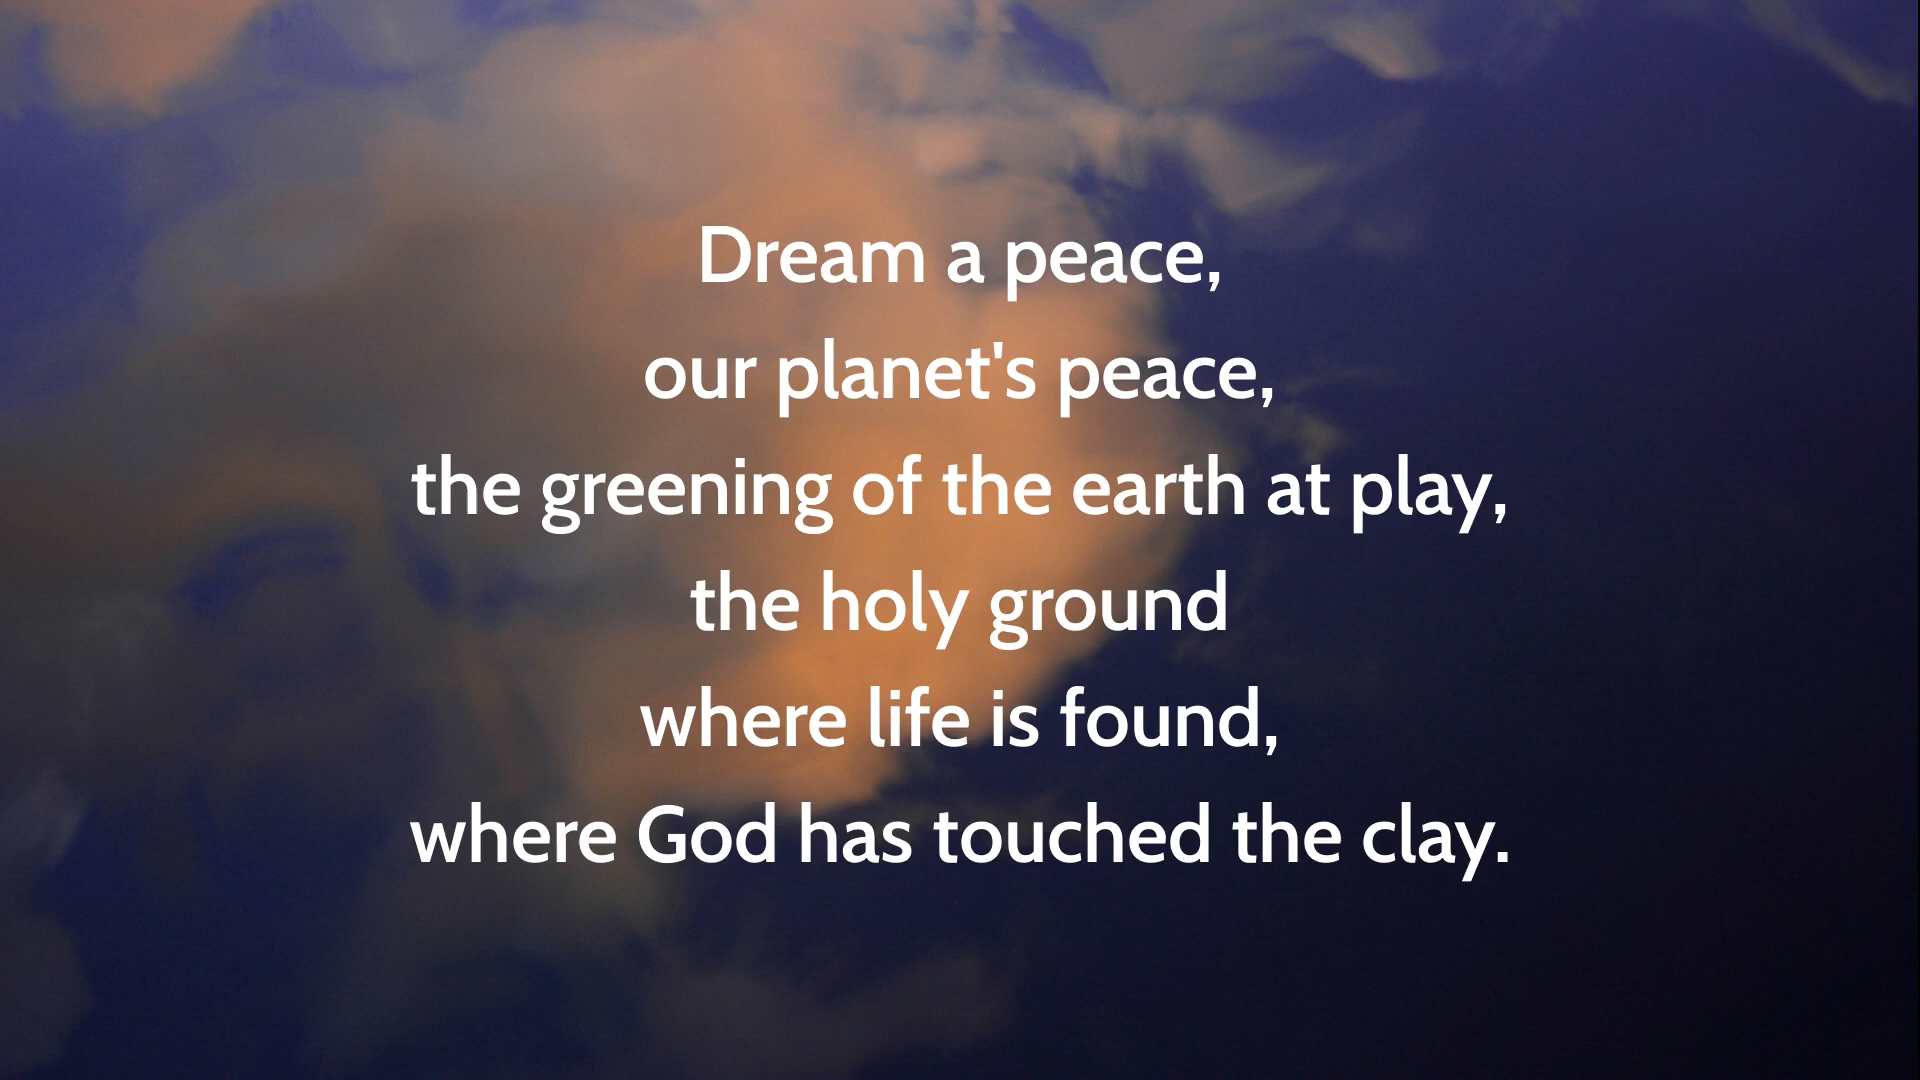 Dream a peace,
our planet's peace,
the greening of the earth at play,
the holy ground
where life is found,
where God has touched the clay.